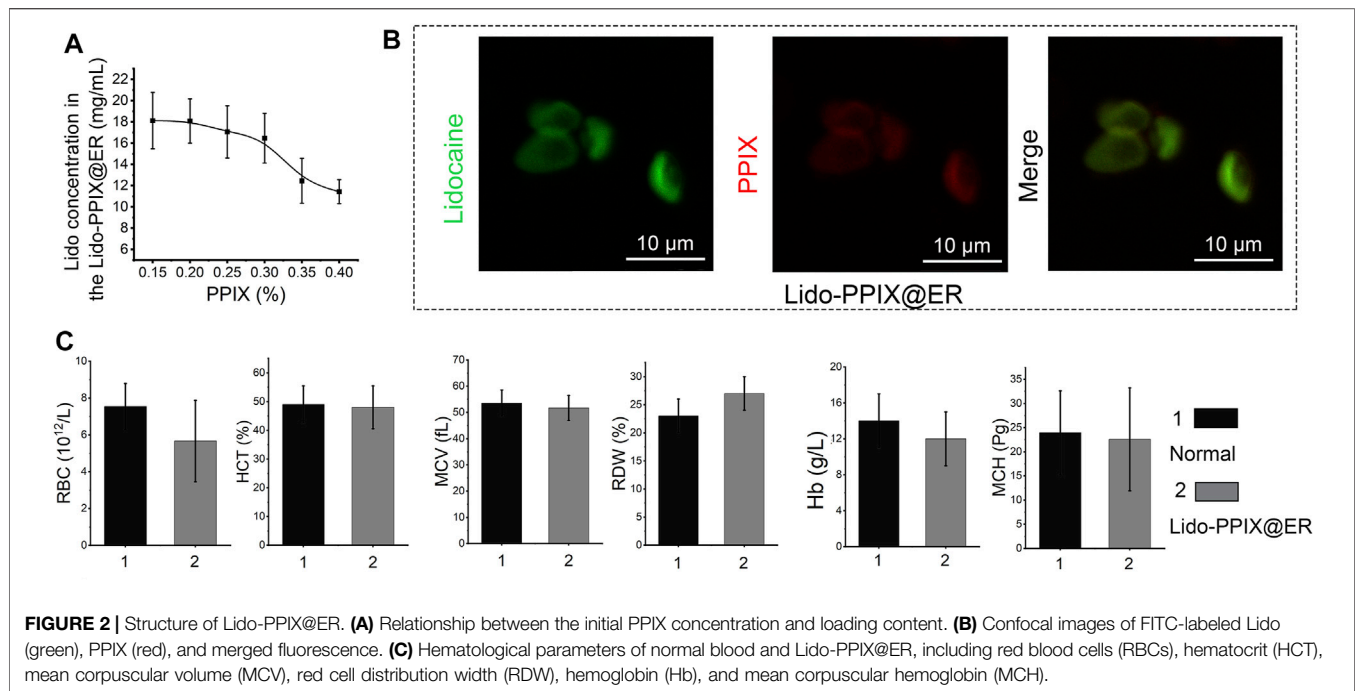 A
Lido concentration in
the Lido-PPIX@ER (mg/mL)
22
20
18
16
14
12
10
8
6
0.15 0.20 0.25 0.30 0.35 0.40
PPIX (%)
B
Lidocaine
10 µm
PPIX
10 µm
Merge
10 µm
Lido-PPIX@ER
C
RBC (10¹²/L)
10
8
6
4
2
0
1 2
HCT (%)
60
50
40
30
20
10
0
1 2
MCV (fL)
70
60
50
40
30
20
10
0
1 2
RDW (%)
30
25
20
15
10
5
0
1 2
Hb (g/L)
20
16
12
8
4
0
1 2
MCH (Pg)
35
30
25
20
15
10
5
0
1 2
1
Normal
2
Lido-PPIX@ER
FIGURE 2 | Structure of Lido-PPIX@ER. (A) Relationship between the initial PPIX concentration and loading content. (B) Confocal images of FITC-labeled Lido
(green), PPIX (red), and merged fluorescence. (C) Hematological parameters of normal blood and Lido-PPIX@ER, including red blood cells (RBCs), hematocrit (HCT),
mean corpuscular volume (MCV), red cell distribution width (RDW), hemoglobin (Hb), and mean corpuscular hemoglobin (MCH).